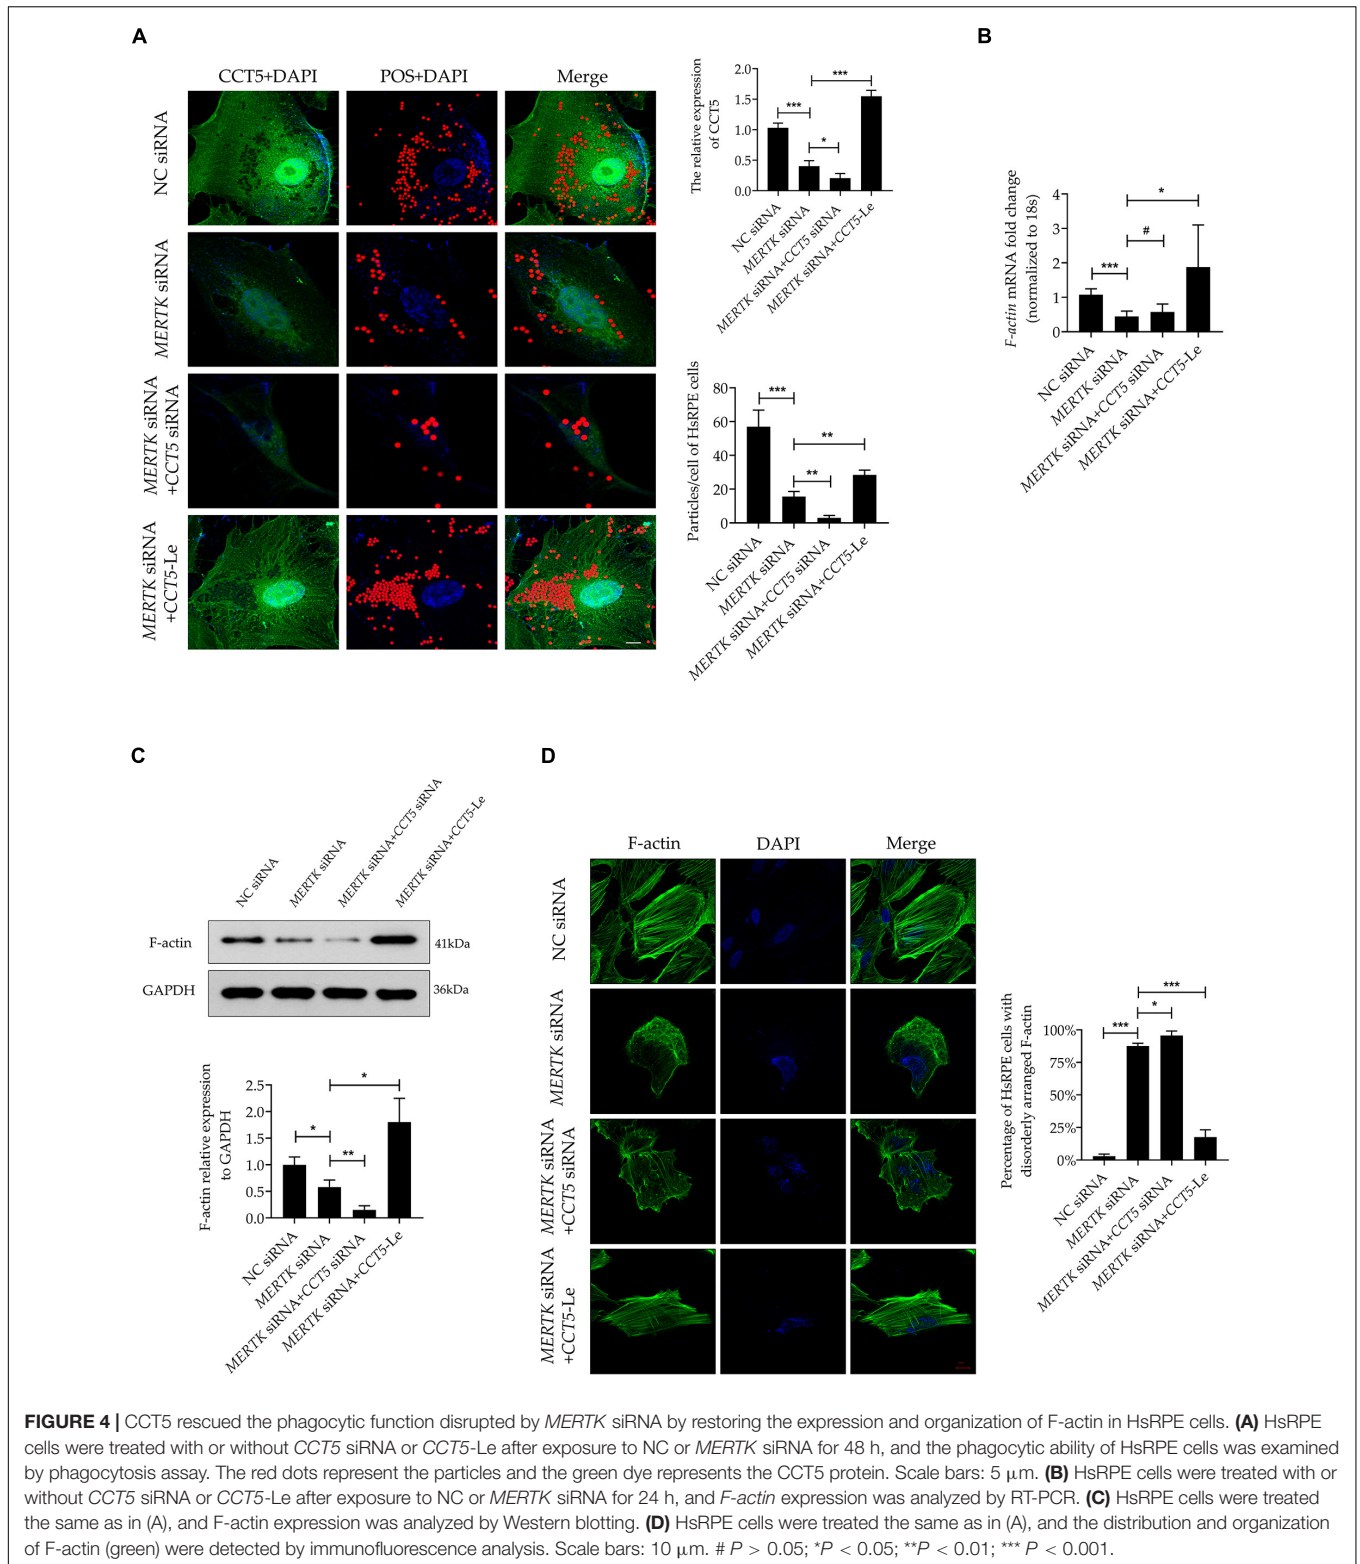 A
CCT5+DAPI POS+DAPI Merge
NC siRNA
MERTK siRNA
MERTK siRNA
+CCT5 siRNA
MERTK siRNA
+CCT5-Le
The relative expression
of CCT5
2.0
1.5
1.0
0.5
0.0
***
***
*
NC siRNA
MERTK siRNA
MERTK siRNA+CCT5 siRNA
MERTK siRNA+CCT5-Le
Particles/cell of HsRPE cells
80
60
40
20
0
***
**
**
NC siRNA
MERTK siRNA
MERTK siRNA+CCT5 siRNA
MERTK siRNA+CCT5-Le
B
F-actin mRNA fold change
(normalized to 18s)
4
3
2
1
0
*
#
***
NC siRNA
MERTK siRNA
MERTK siRNA+CCT5 siRNA
MERTK siRNA+CCT5-Le
C
NC siRNA
MERTK siRNA
MERTK siRNA+CCT5 siRNA
MERTK siRNA+CCT5-Le
F-actin 41kDa
GAPDH 36kDa
F-actin relative expression
to GAPDH
2.5
2.0
1.5
1.0
0.5
0.0
*
*
**
NC siRNA
MERTK siRNA
MERTK siRNA+CCT5 siRNA
MERTK siRNA+CCT5-Le
D
F-actin DAPI Merge
NC siRNA
MERTK siRNA
MERTK siRNA
+CCT5 siRNA
MERTK siRNA
+CCT5-Le
Percentage of HsRPE cells with
disorderly arranged F-actin
100%
75%
50%
25%
0%
***
*
***
NC siRNA
MERTK siRNA
MERTK siRNA+CCT5 siRNA
MERTK siRNA+CCT5-Le
FIGURE 4 | CCT5 rescued the phagocytic function disrupted by MERTK siRNA by restoring the expression and organization of F-actin in HsRPE cells. (A) HsRPE
cells were treated with or without CCT5 siRNA or CCT5-Le after exposure to NC or MERTK siRNA for 48 h, and the phagocytic ability of HsRPE cells was examined
by phagocytosis assay. The red dots represent the particles and the green dye represents the CCT5 protein. Scale bars: 5 μm. (B) HsRPE cells were treated with or
without CCT5 siRNA or CCT5-Le after exposure to NC or MERTK siRNA for 24 h, and F-actin expression was analyzed by RT-PCR. (C) HsRPE cells were treated
the same as in (A), and F-actin expression was analyzed by Western blotting. (D) HsRPE cells were treated the same as in (A), and the distribution and organization
of F-actin (green) were detected by immunofluorescence analysis. Scale bars: 10 μm. # P > 0.05; *P < 0.05; **P < 0.01; *** P < 0.001.